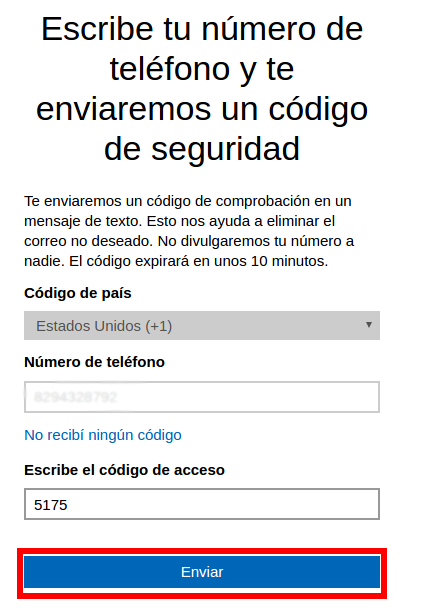 Escribe tu número de
teléfono y te
enviaremos un código
de seguridad
Te enviaremos un código de comprobación en un
mensaje de texto. Esto nos ayuda a eliminar el
correo no deseado. No divulgaremos tu número a
nadie. El código expirará en unos 10 minutos.
Código de país
Estados Unidos (+1)
Número de teléfono
No recibí ningún código
Escribe el código de acceso
5175
Enviar